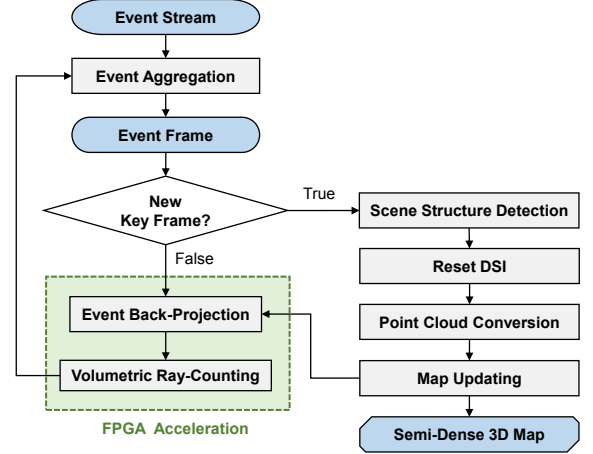 Event Stream
Event Aggregation
Event Frame
New
Key Frame?
True
False
Scene Structure Detection
Reset DSI
Event Back-Projection
Point Cloud Conversion
Volumetric Ray-Counting
Map Updating
FPGA Acceleration
Semi-Dense 3D Map